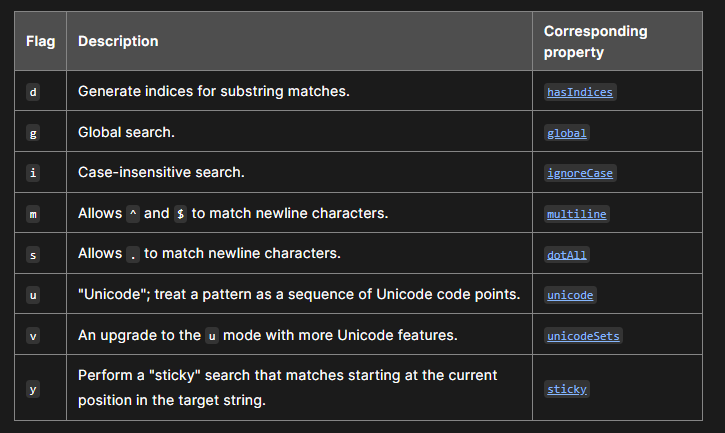 Flag Description Corresponding
property
d Generate indices for substring matches. hasIndices
g Global search. global
i Case-insensitive search. ignoreCase
m Allows ^ and $ to match newline characters. multiline
s Allows . to match newline characters. dotAll
u "Unicode"; treat a pattern as a sequence of Unicode code points. unicode
v An upgrade to the u mode with more Unicode features. unicodeSets
y Perform a "sticky" search that matches starting at the current
position in the target string. sticky